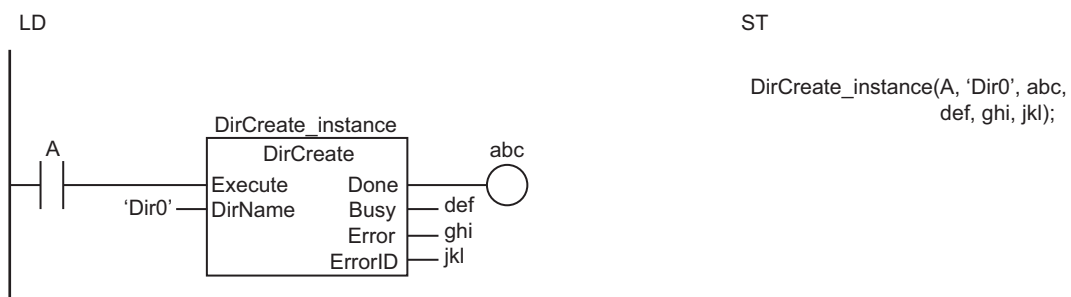 LD
ST
DirCreate_instance(A, ‘Dir0’, abc,
def, ghi, jkl);
DirCreate_instance
A
DirCreate
abc
Execute
Done
‘Dir0’
DirName
Busy
def
Error
ghi
ErrorID
jkl